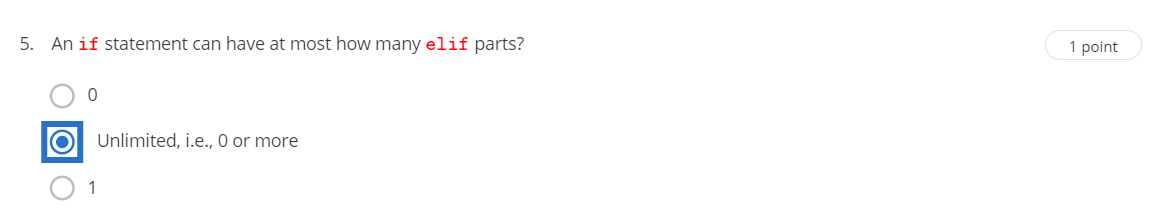 5. An if statement can have at most how many elif parts?
1 point
0
Unlimited, i.e., 0 or more
1